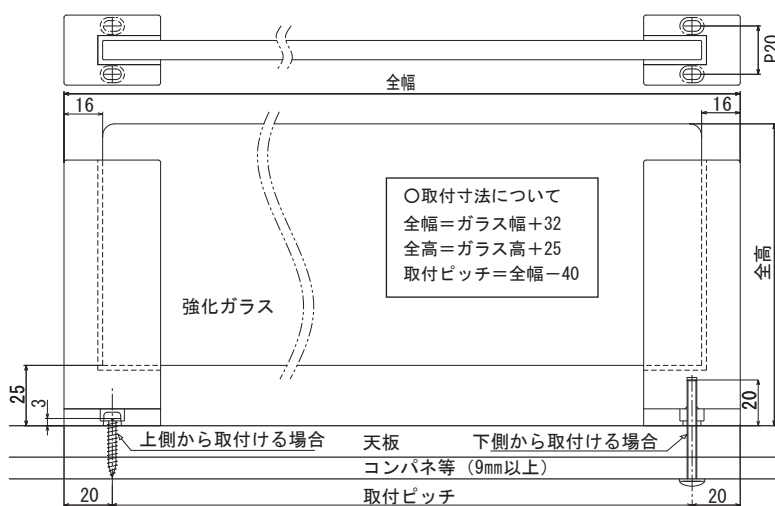 P20
全幅
16
16
〇取付寸法について
全幅＝ガラス幅＋32
全高＝ガラス高＋25
取付ピッチ＝全幅－40
全高
強化ガラス
25
3
20
上側から取付ける場合
天板
下側から取付ける場合
コンパネ等（9mm以上）
20
取付ピッチ
20